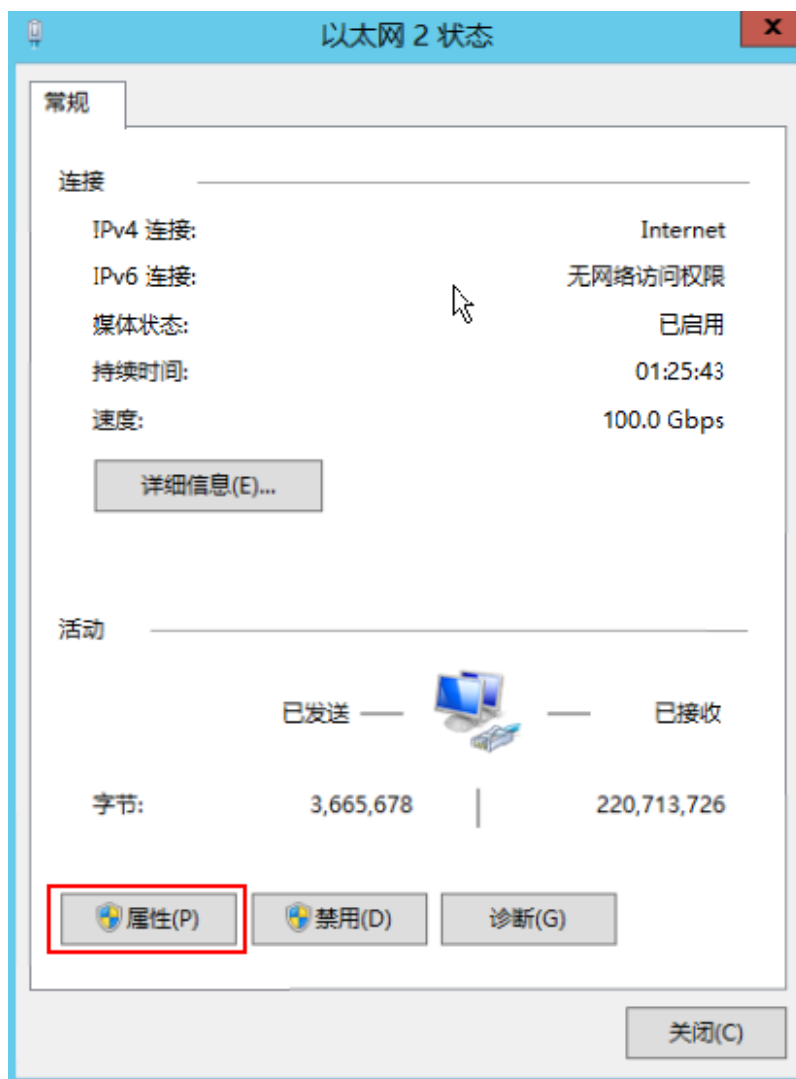 以太网 2 状态
x
常规
连接
IPv4 连接: Internet
IPv6 连接: 无网络访问权限
媒体状态: 已启用
持续时间: 01:25:43
速度: 100.0 Gbps
详细信息(E)...
活动
已发送 已接收
字节: 3,665,678 220,713,726
属性(P) 禁用(D) 诊断(G)
关闭(C)